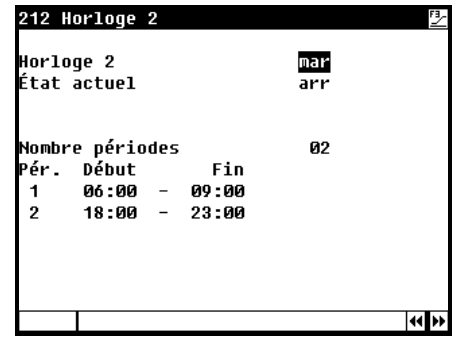 212 Horloge 2 F3
Horloge 2 mar
État actuel arr
Nombre périodes 02
Pér. Début Fin
1 06:00 - 09:00
2 18:00 - 23:00